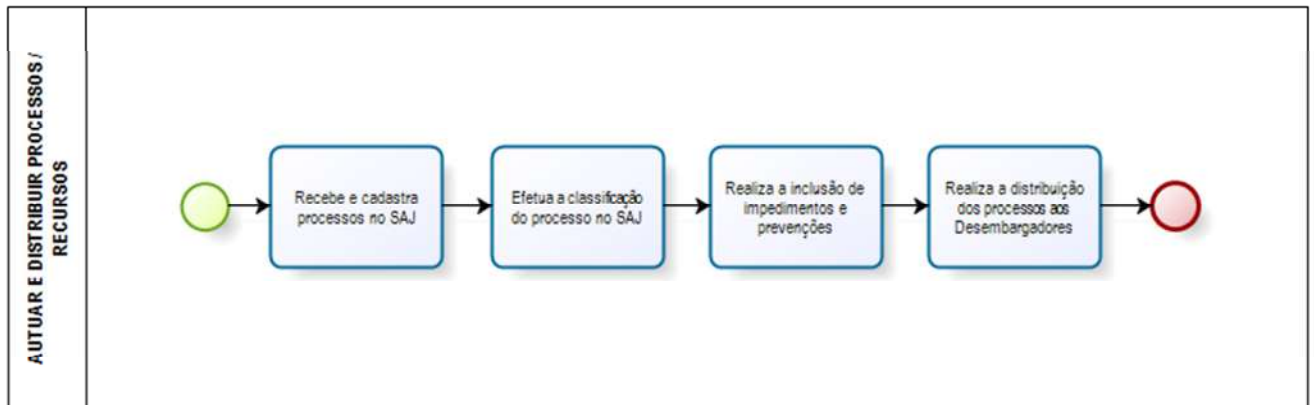 AUTUAR E DISTRIBUIR PROCESSOS /
RECURSOS
Recebe e cadastra
processos no SAJ
Efetua a classificação
do processo no SAJ
Realiza a inclusão de
impedimentos e
prevenções
Realiza a distribuição
dos processos aos
Desembargadores